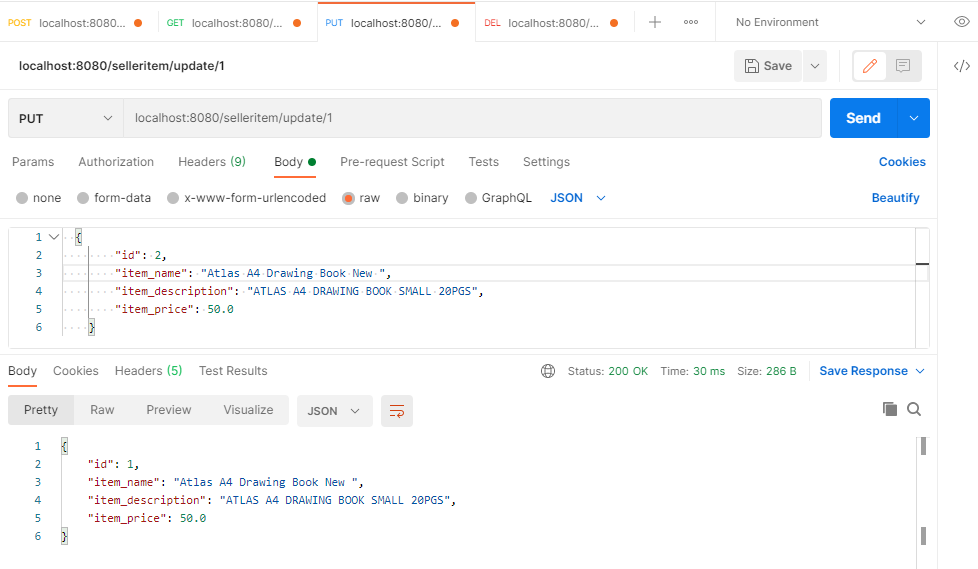 POST localhost:8080... GET localhost:8080/... PUT localhost:8080/... DEL localhost:8080/... No Environment
localhost:8080/selleritem/update/1 Save
PUT localhost:8080/selleritem/update/1 Send
Params Authorization Headers (9) Body Pre-request Script Tests Settings Cookies
none form-data x-www-form-urlencoded raw binary GraphQL JSON Beautify
1 {
2 "id": 2,
3 "item_name": "Atlas A4 Drawing Book New ",
4 "item_description": "ATLAS A4 DRAWING BOOK SMALL 20PGS",
5 "item_price": 50.0
6 }
Body Cookies Headers (5) Test Results Status: 200 OK Time: 30 ms Size: 286 B Save Response
Pretty Raw Preview Visualize JSON
1 {
2 "id": 1,
3 "item_name": "Atlas A4 Drawing Book New ",
4 "item_description": "ATLAS A4 DRAWING BOOK SMALL 20PGS",
5 "item_price": 50.0
6 }